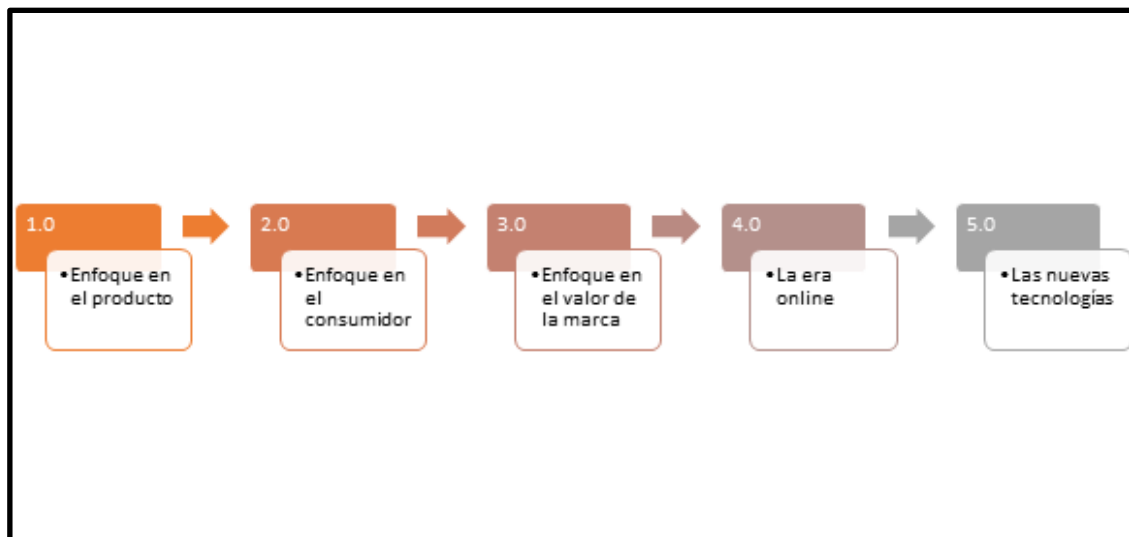 1.0
•Enfoque en
el producto
2.0
•Enfoque en
el
consumidor
3.0
•Enfoque en
el valor de
la marca
4.0
•La era
online
5.0
•Las nuevas
tecnologías